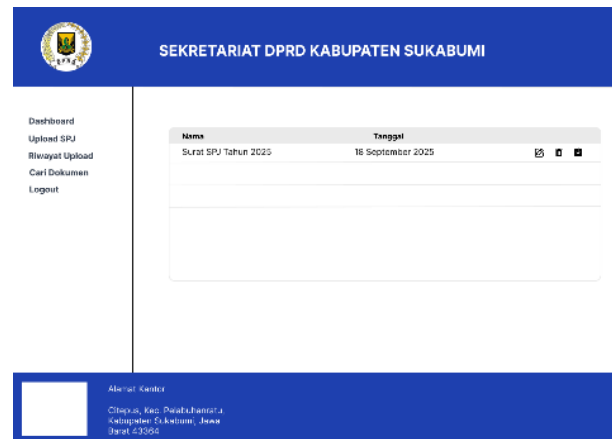 SEKRETARIAT DPRD KABUPATEN SUKABUMI
Dashboard
Upload SPJ
Riwayat Upload
Cari Dokumen
Logout
Nama Tanggal
Surat SPJ Tahun 2025 18 September 2025
Alamat Kantor
Citepus, Kec. Pelabuhanratu,
Kabupaten Sukabumi, Jawa
Barat 43364